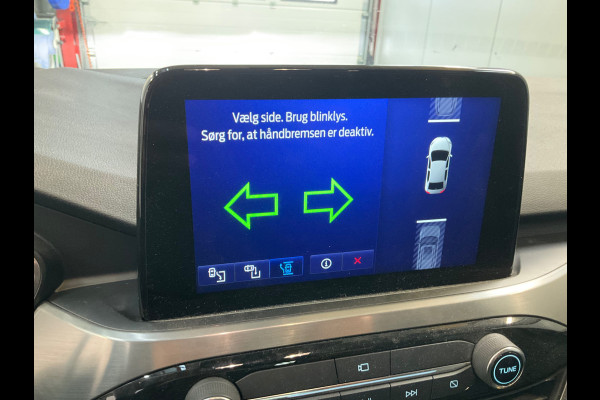 Vælg side. Brug blinklys.
Sørg for, at håndbremsen er deaktiv.
TUNE